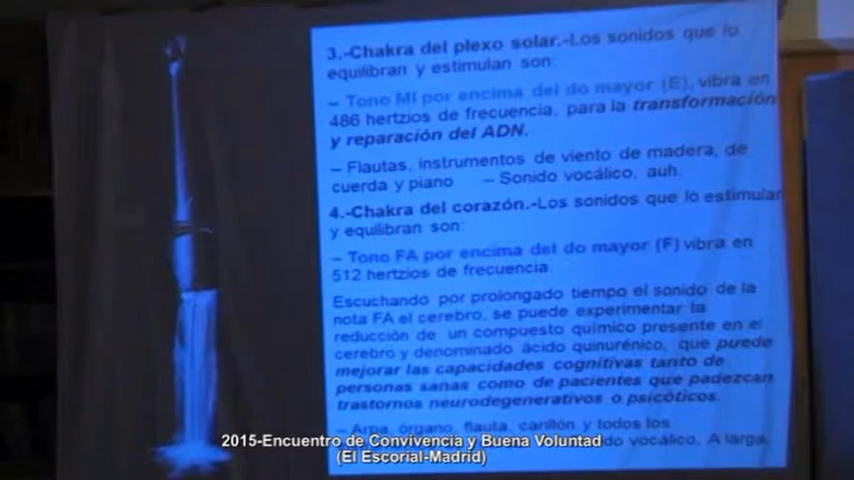 3.-Chakra del plexo solar.-Los sonidos que lo
equilibran y estimulan son:
– Tono MI por encima del do mayor (E), vibra en
486 hertzios de frecuencia, para la transformación
y reparación del ADN.
– Flautas, instrumentos de viento de madera, de
cuerda y piano – Sonido vocálico, auh.
4.-Chakra del corazón.-Los sonidos que lo estimular
y equilibran son:
– Tono FA por encima del do mayor (F) vibra en
512 hertzios de frecuencia.
Escuchando por prolongado tiempo el sonido de la
nota FA el cerebro, se puede experimentar la
reducción de un compuesto químico presente en el
cerebro y denominado ácido quinurénico, que puede
mejorar las capacidades cognitivas tanto de
personas sanas como de pacientes que padezcan
trastornos neurodegenerativos o psicóticos.
– Arpa, órgano, flauta, carillón y todos los
vocálico, A larga.
2015-Encuentro de Convivencia y Buena Voluntad
(El Escorial-Madrid)